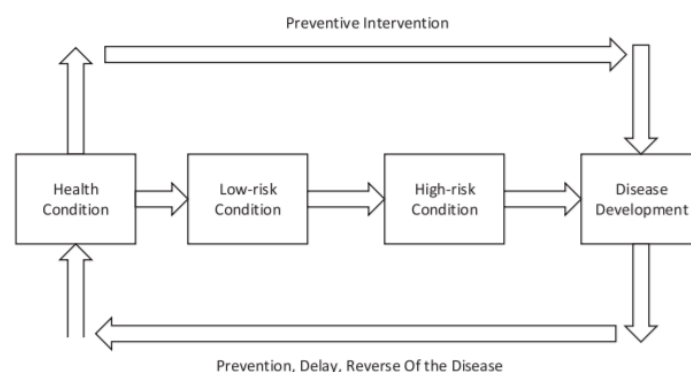 Preventive Intervention
Health
Condition
Low-risk
Condition
High-risk
Condition
Disease
Development
Prevention, Delay, Reverse Of the Disease